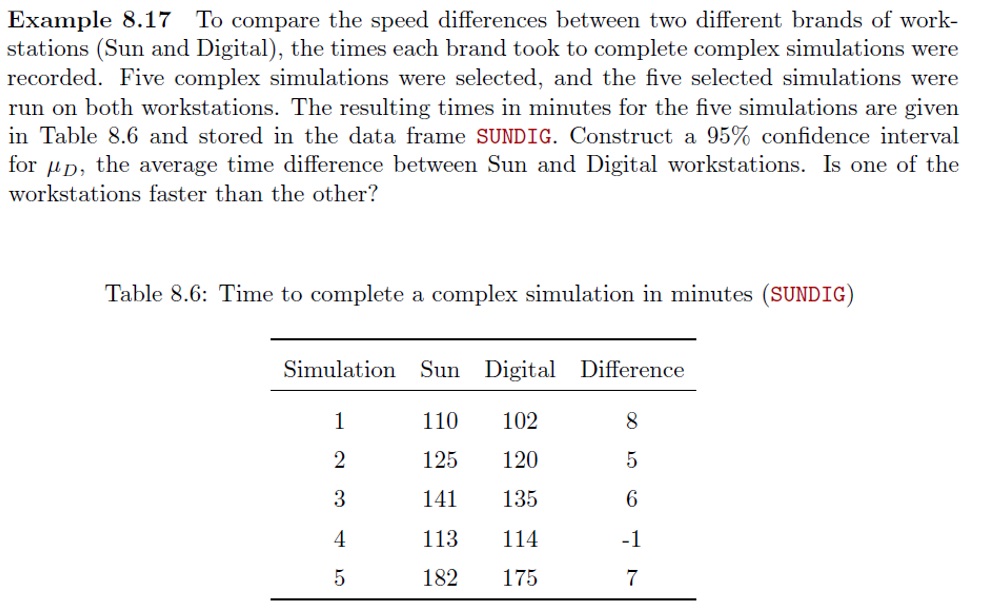 Example 8.17 To compare the speed differences between two different brands of work-
stations (Sun and Digital), the times each brand took to complete complex simulations were
recorded. Five complex simulations were selected, and the five selected simulations were
run on both workstations. The resulting times in minutes for the five simulations are given
in Table 8.6 and stored in the data frame SUNDIG. Construct a 95% confidence interval
for μD, the average time difference between Sun and Digital workstations. Is one of the
workstations faster than the other?
Table 8.6: Time to complete a complex simulation in minutes (SUNDIG)
Simulation Sun Digital Difference
1 110 102 8
2 125 120 5
3 141 135 6
4 113 114 -1
5 182 175 7